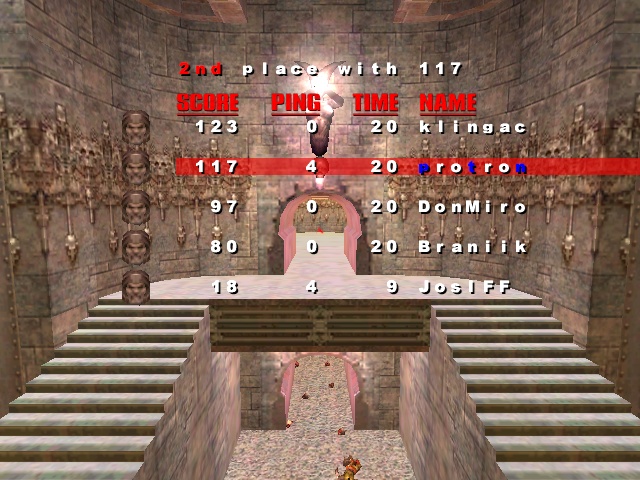 2nd place with 117
SCORE PING TIME NAME
123 0 20 klingac
117 4 20 protron
97 0 20 DonMiro
80 0 20 Braniik
18 4 9 JosIFF